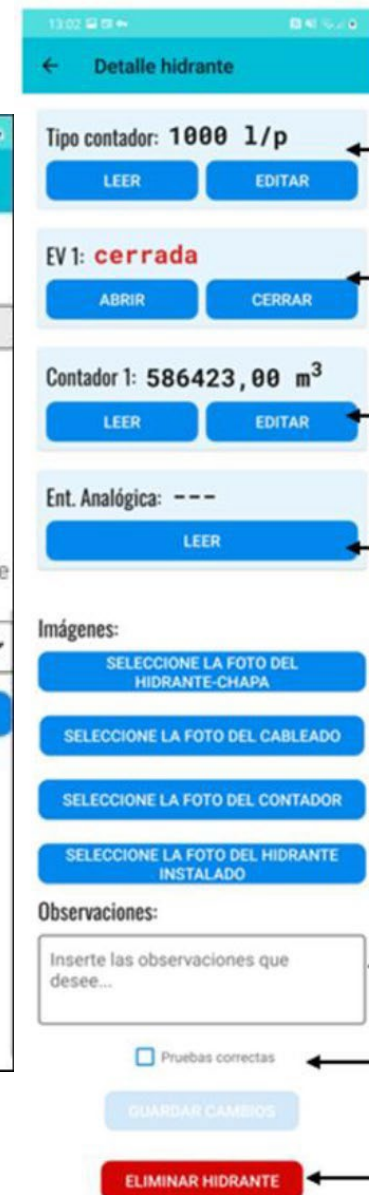 13:02
Detalle hidrante
Tipo contador: 1000 l/p
LEER EDITAR
EV 1: cerrada
ABRIR CERRAR
Contador 1: 586423,00 m³
LEER EDITAR
Ent. Analógica: ---
LEER
e
Imágenes:
SELECCIONE LA FOTO DEL
HIDRANTE-CHAPA
SELECCIONE LA FOTO DEL CABLEADO
SELECCIONE LA FOTO DEL CONTADOR
SELECCIONE LA FOTO DEL HIDRANTE
INSTALADO
Observaciones:
Inserte las observaciones que
desee...
Pruebas correctas
GUARDAR CAMBIOS
ELIMINAR HIDRANTE